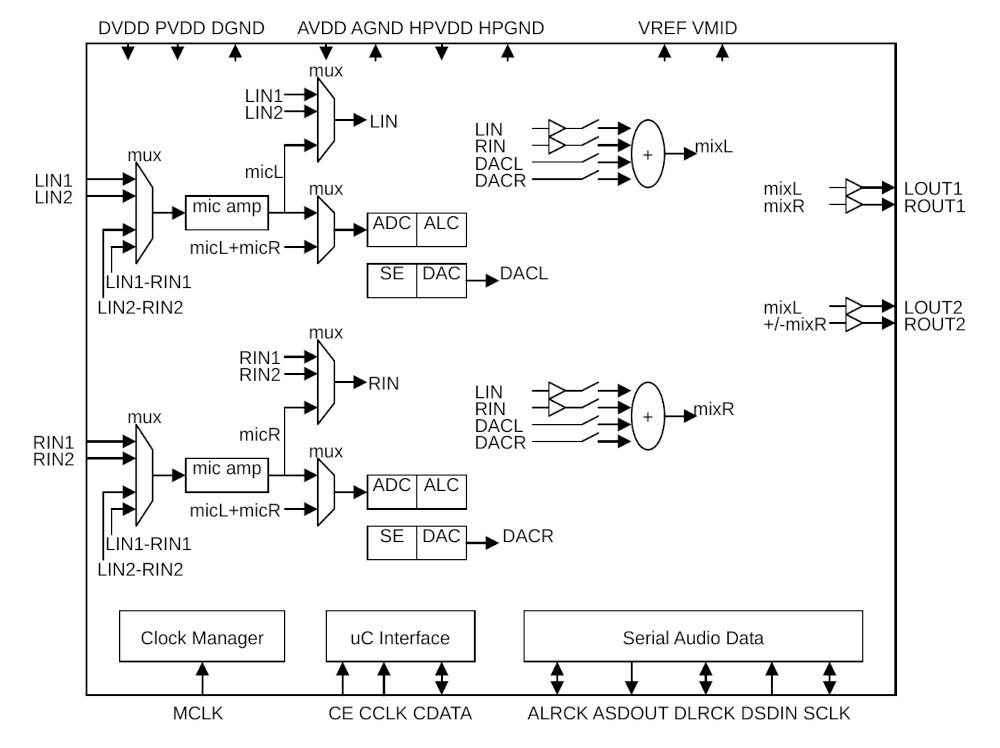 DVDD PVDD DGND AVDD AGND HPVDD HPGND VREF VMID
mux
LIN1
LIN2
LIN
micL
mux
LIN1
LIN2
mic amp
LIN1-RIN1
LIN2-RIN2
mux
micL+micR
ADC ALC
SE DAC
DACL
LIN
RIN
DACL
DACR
+
mixL
mixL
mixR
LOUT1
ROUT1
mixL
+/-mixR
LOUT2
ROUT2
mux
RIN1
RIN2
RIN
micR
mux
RIN1
RIN2
mic amp
LIN1-RIN1
LIN2-RIN2
mux
micL+micR
ADC ALC
SE DAC
DACR
LIN
RIN
DACL
DACR
+
mixR
Clock Manager
uC Interface
Serial Audio Data
MCLK
CE CCLK CDATA
ALRCK ASDOUT DLRCK DSDIN SCLK